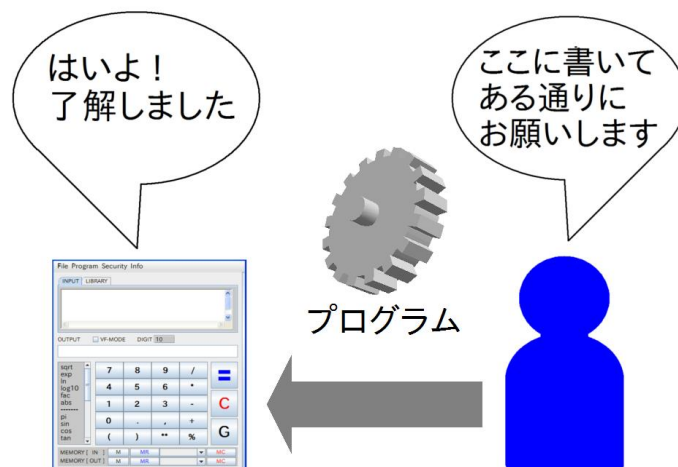 はいよ！
了解しました
ここに書いて
ある通りに
お願いします
プログラム
File Program Security Info
INPUT LIBRARY
OUTPUT VF-MODE DIGIT 10
sqrt
exp
ln
log10
fac
abs
-------
pi
sin
cos
tan
7 8 9 / =
4 5 6 *
1 2 3 - C
0 . , + G
( ) ** %
MEMORY [ IN ] M MR MC
MEMORY [ OUT ] M MR MC